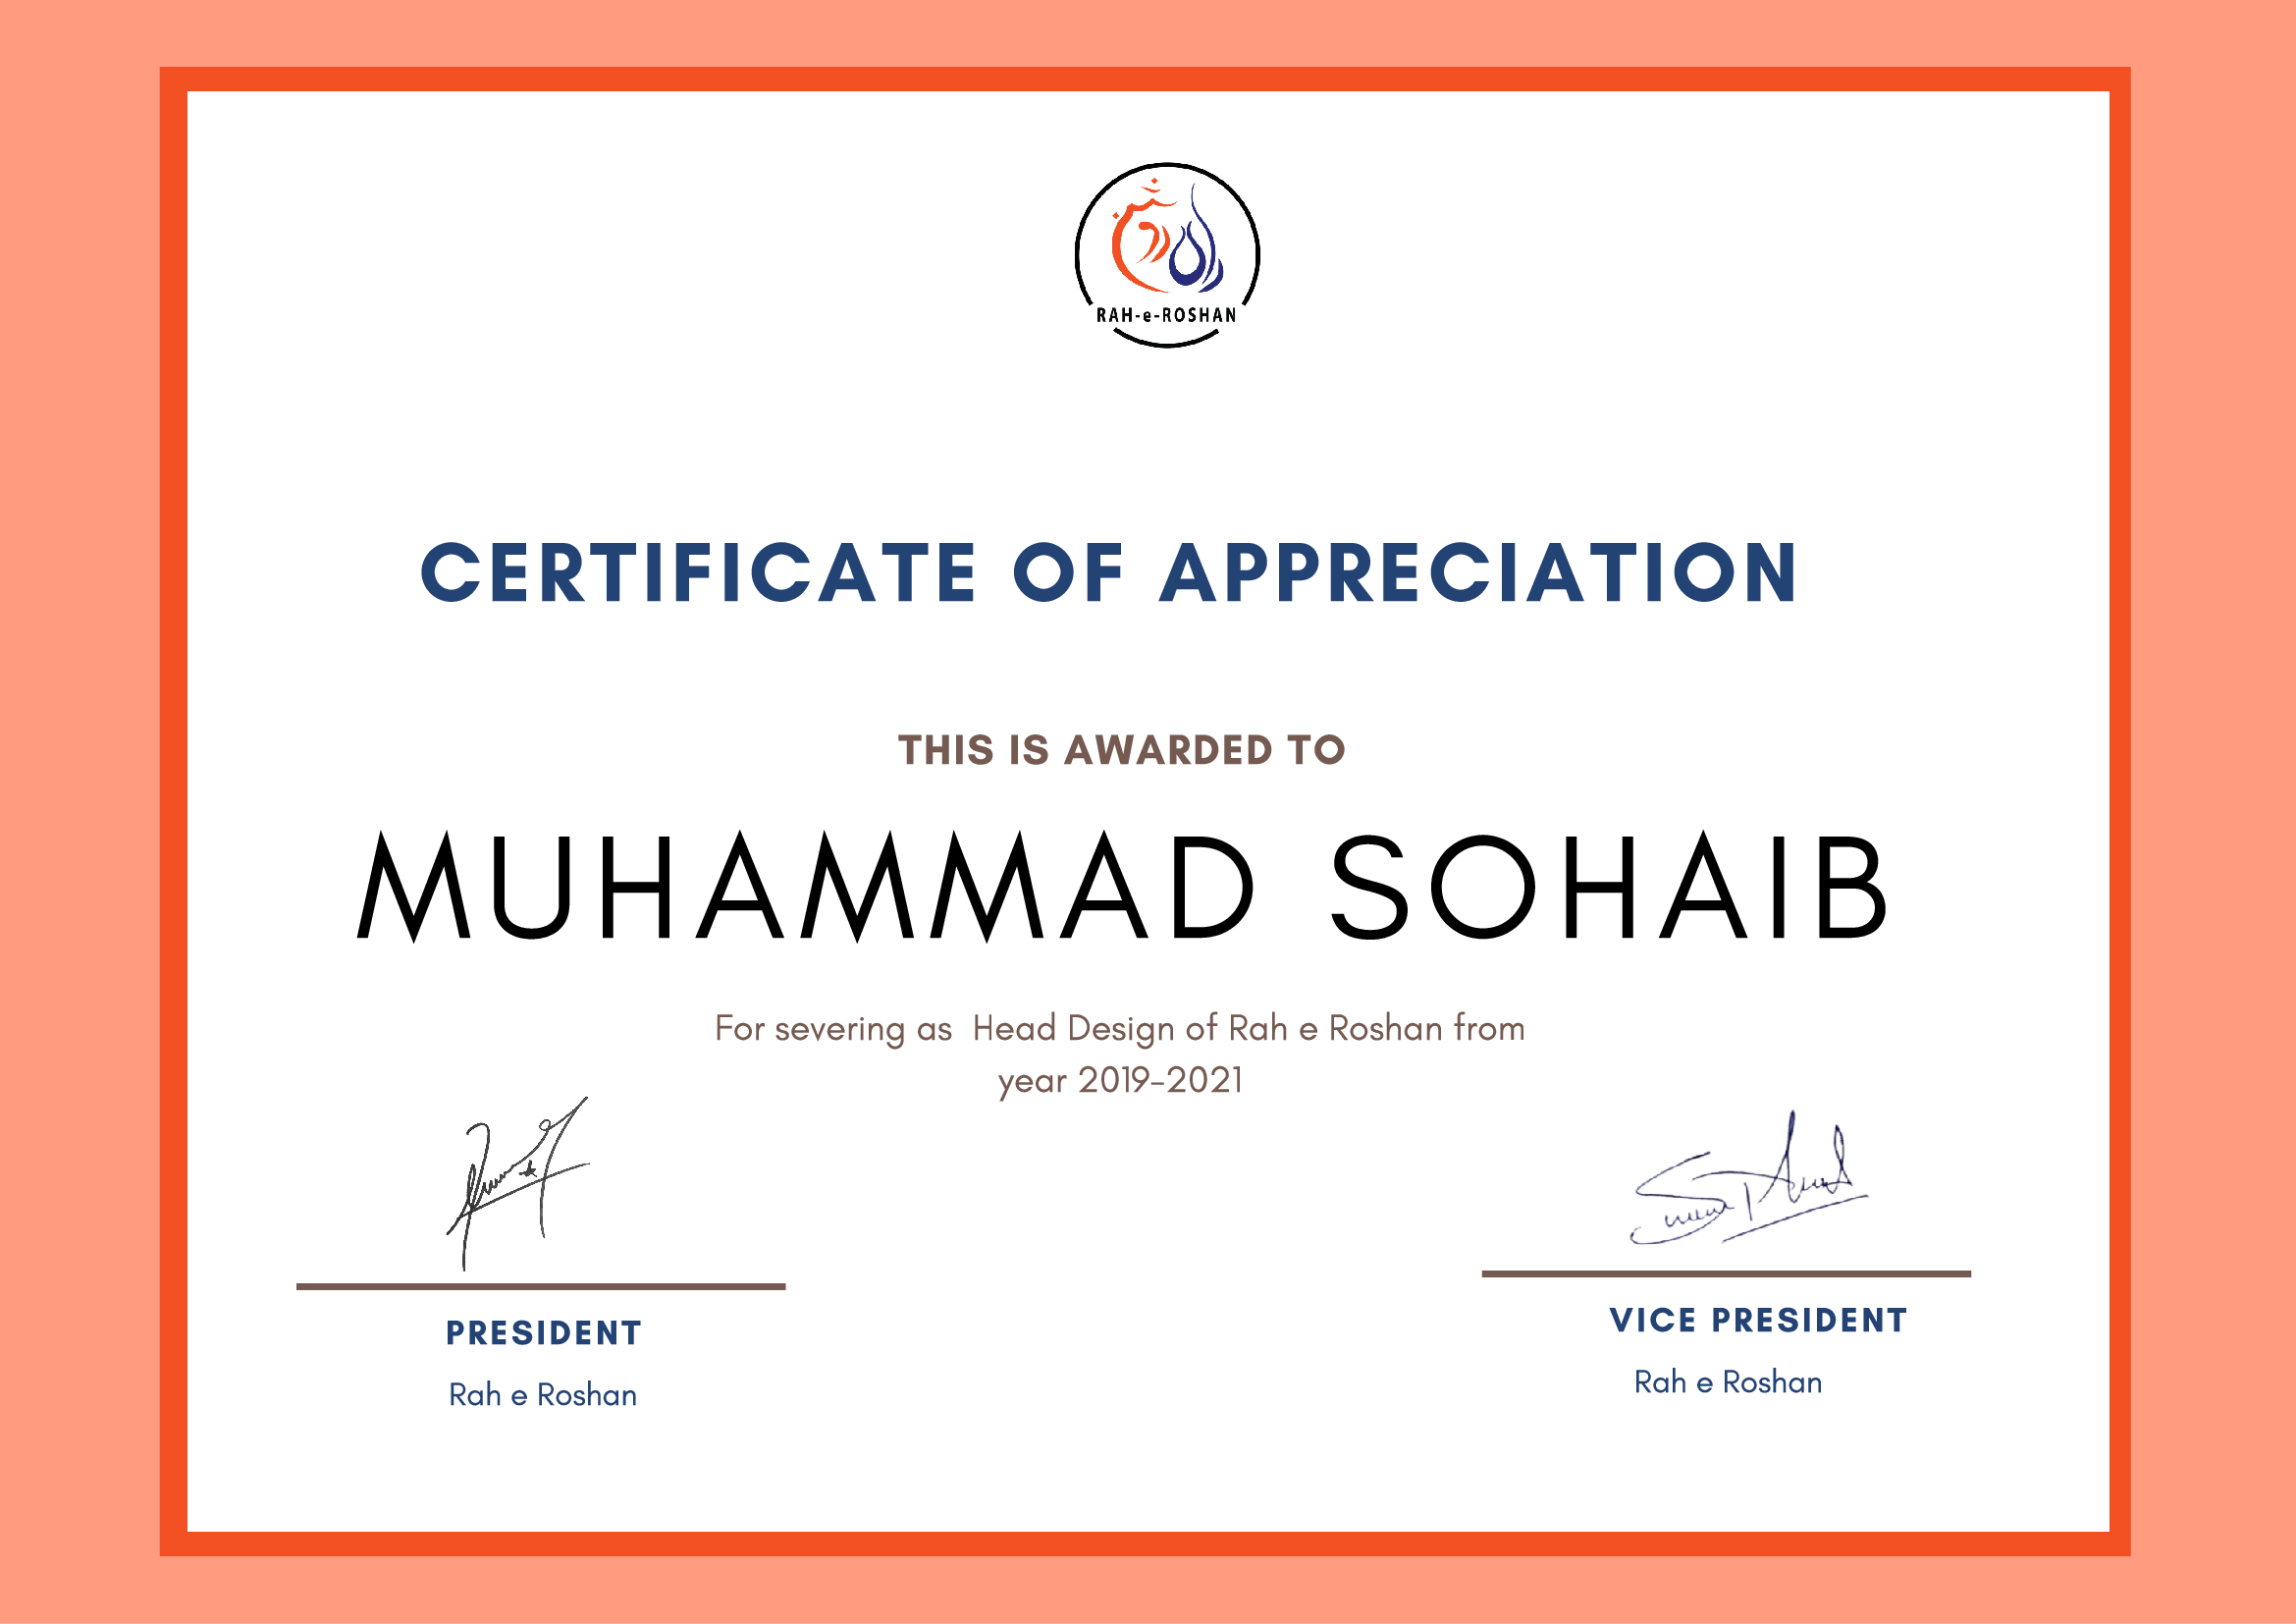 RAH-e-ROSHAN
CERTIFICATE OF APPRECIATION
THIS IS AWARDED TO
MUHAMMAD SOHAIB
For severing as  Head Design of Rah e Roshan from
year 2019-2021
PRESIDENT
Rah e Roshan
VICE PRESIDENT
Rah e Roshan